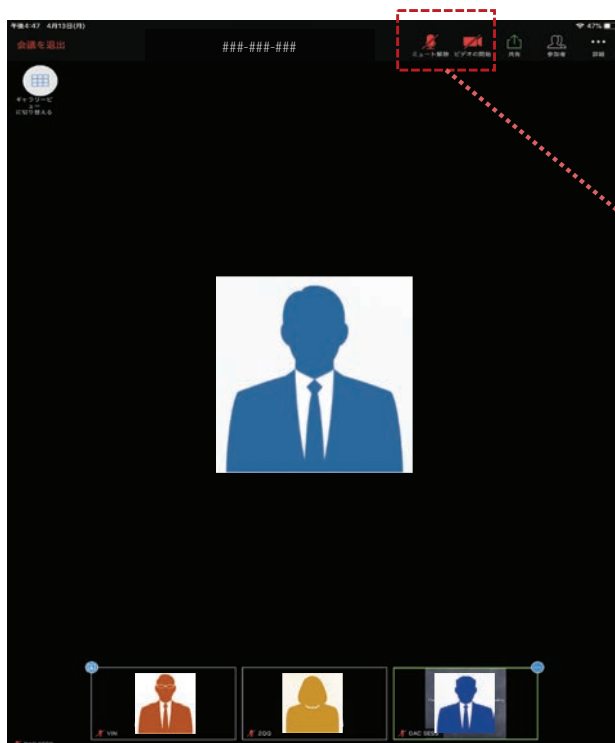 午後4:47 4月13日(月)
47%
会議を退出
###-###-###
ミュート解除
ビデオの開始
共有
参加者
詳細
ギャラリービ
ュー
に切り替える
VIN
ZOO